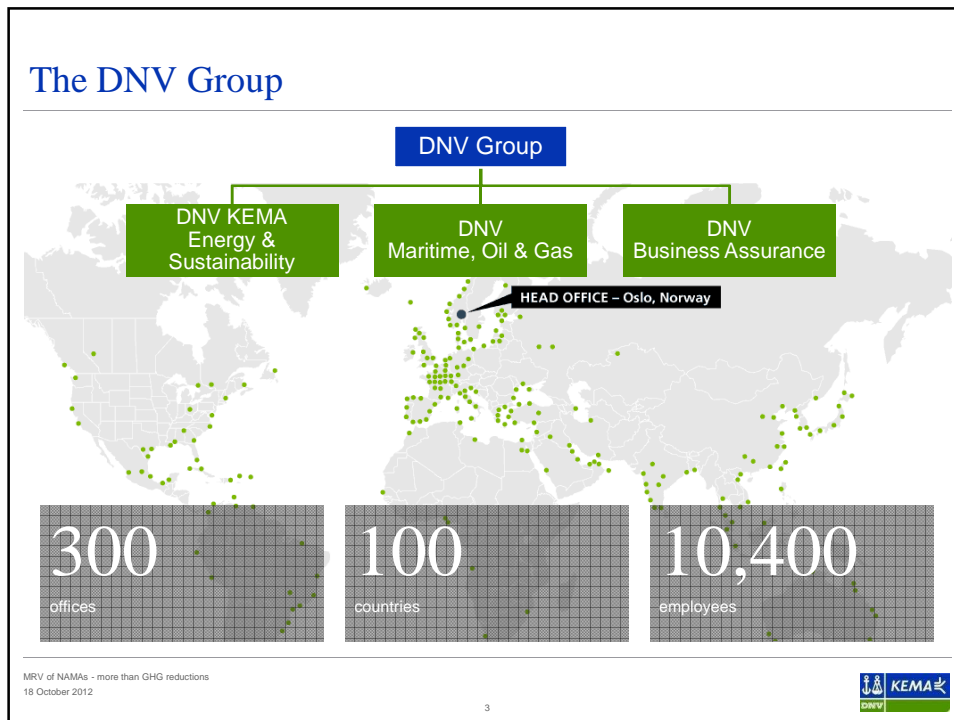 The DNV Group
DNV Group
DNV KEMA
Energy &
Sustainability
DNV
Maritime, Oil & Gas
DNV
Business Assurance
HEAD OFFICE – Oslo, Norway
300
offices
100
countries
10,400
employees
MRV of NAMAs - more than GHG reductions
18 October 2012
3
KEMA
DNV